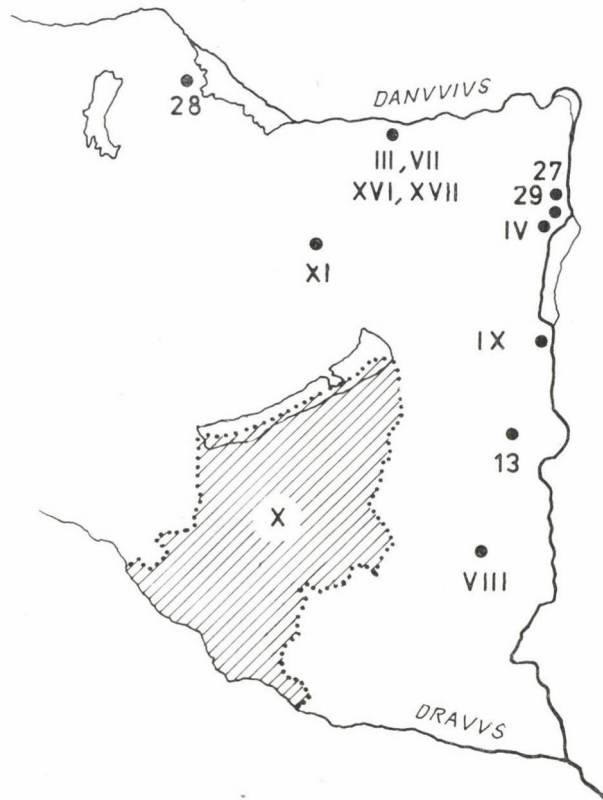 DANVVIVS
28
III, VII
XVI, XVII
27
29
IV
XI
IX
13
X
VIII
DRAVVS